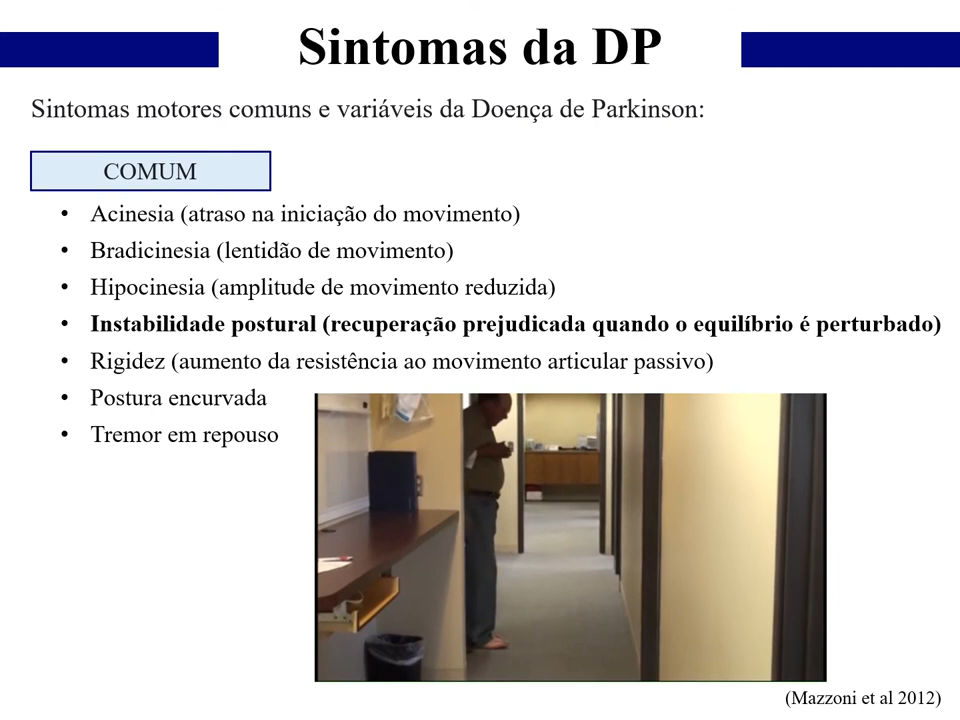 Sintomas da DP
Sintomas motores comuns e variáveis da Doença de Parkinson:
COMUM
• Acinesia (atraso na iniciação do movimento)
• Bradicinesia (lentidão de movimento)
• Hipocinesia (amplitude de movimento reduzida)
• Instabilidade postural (recuperação prejudicada quando o equilíbrio é perturbado)
• Rigidez (aumento da resistência ao movimento articular passivo)
• Postura encurvada
• Tremor em repouso
(Mazzoni et al 2012)